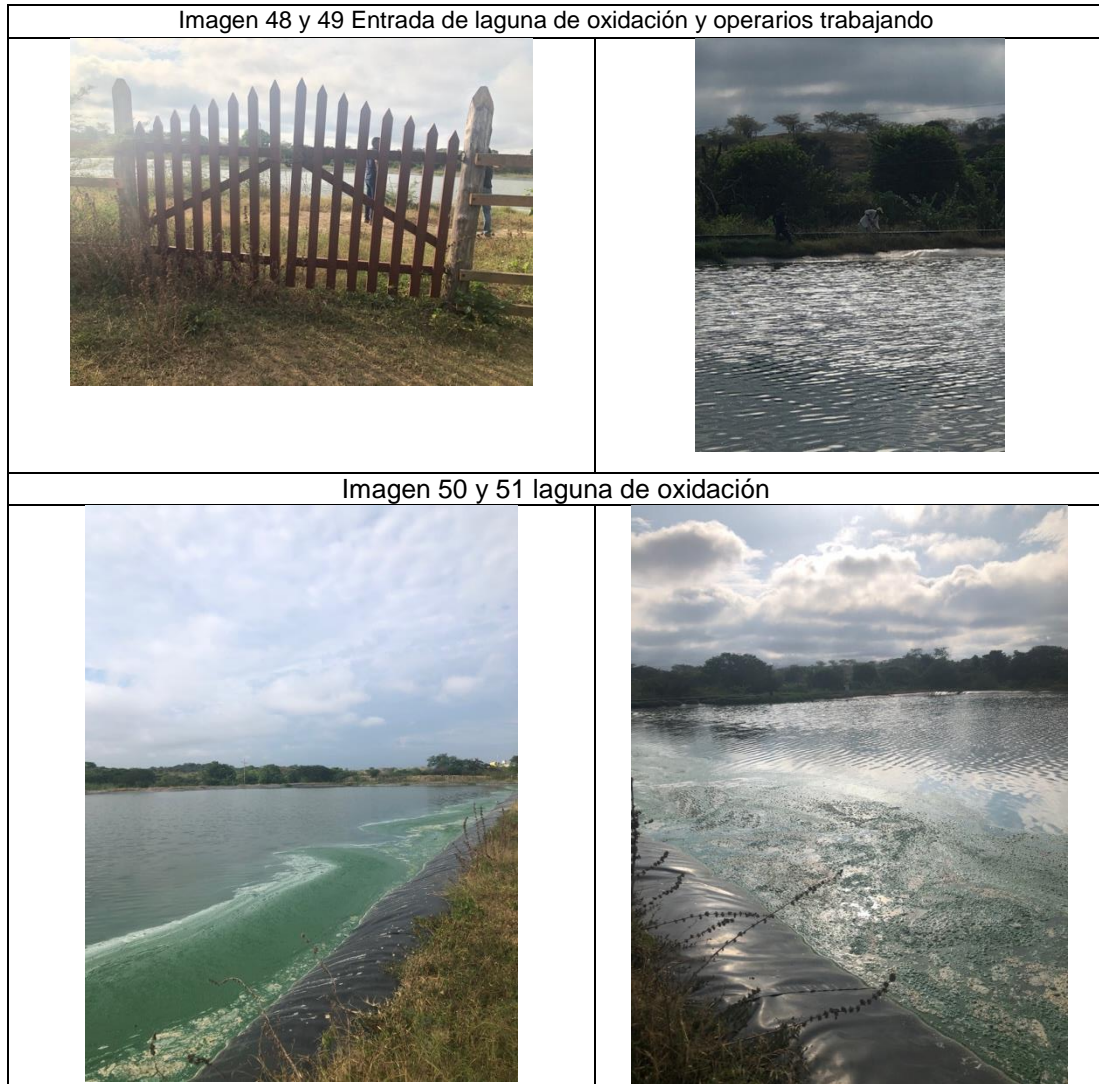 Imagen 48 y 49 Entrada de laguna de oxidación y operarios trabajando
Imagen 50 y 51 laguna de oxidación